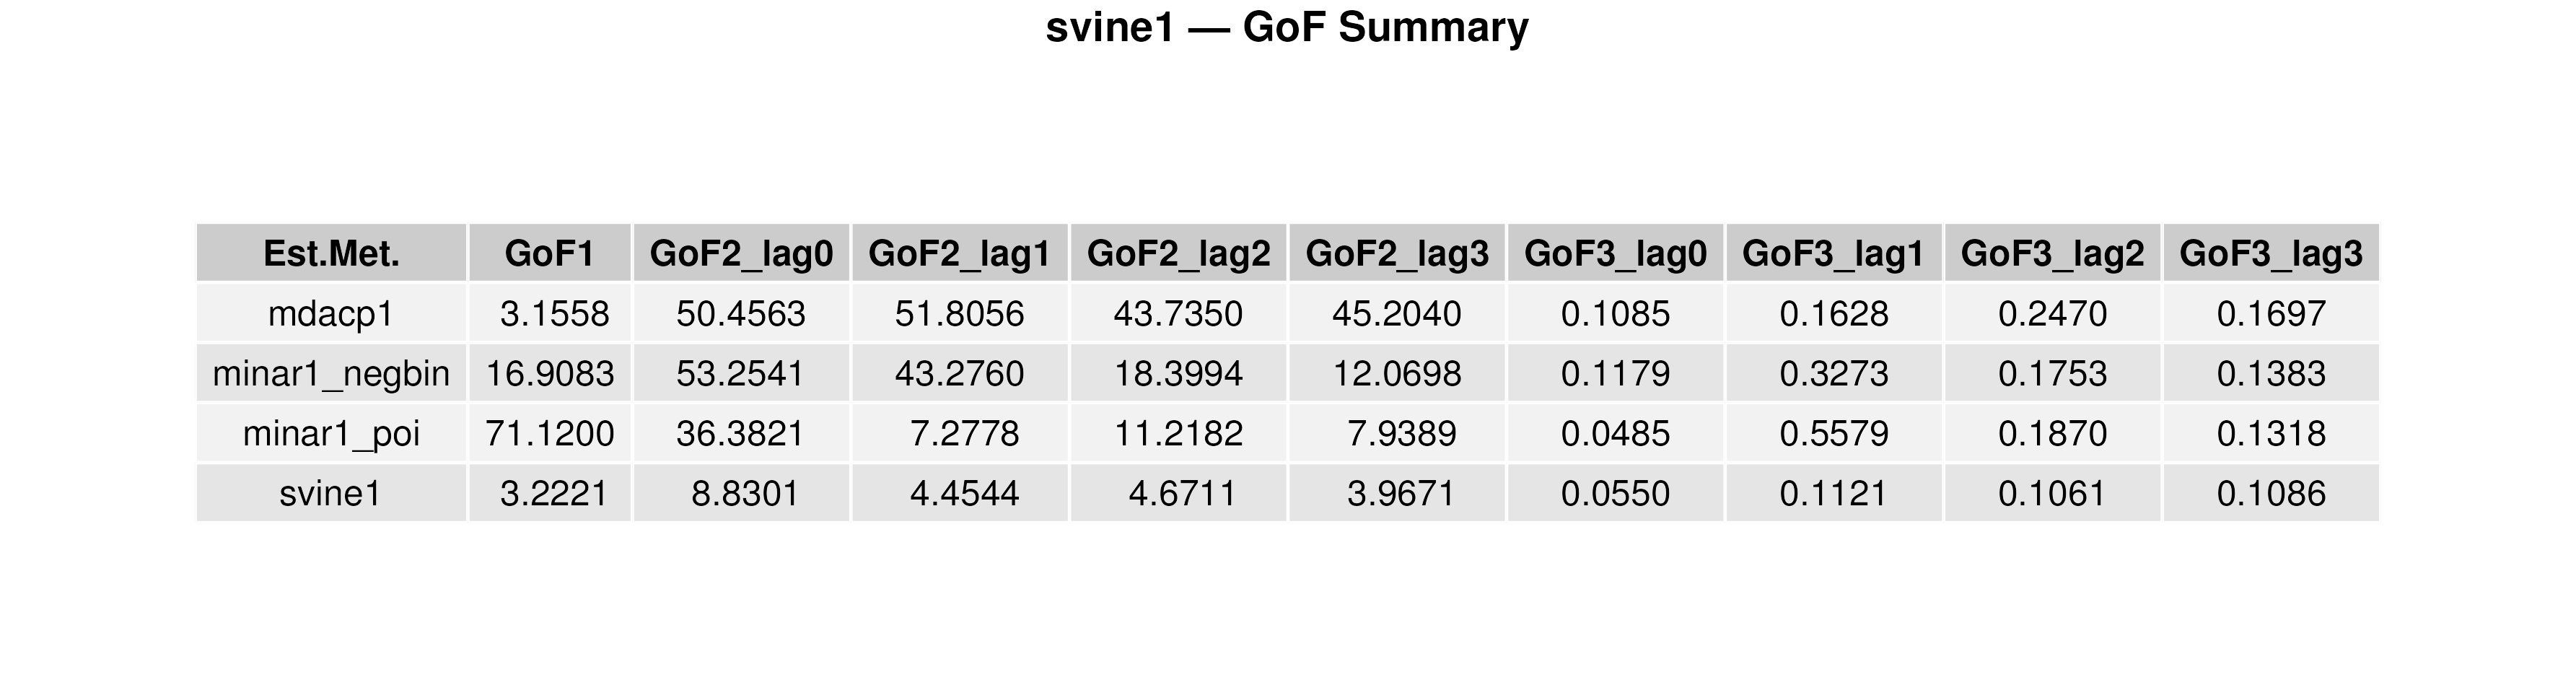 svine1 — GoF Summary
Est.Met. GoF1 GoF2_lag0 GoF2_lag1 GoF2_lag2 GoF2_lag3 GoF3_lag0 GoF3_lag1 GoF3_lag2 GoF3_lag3
mdacp1 3.1558 50.4563 51.8056 43.7350 45.2040 0.1085 0.1628 0.2470 0.1697
minar1_negbin 16.9083 53.2541 43.2760 18.3994 12.0698 0.1179 0.3273 0.1753 0.1383
minar1_poi 71.1200 36.3821 7.2778 11.2182 7.9389 0.0485 0.5579 0.1870 0.1318
svine1 3.2221 8.8301 4.4544 4.6711 3.9671 0.0550 0.1121 0.1061 0.1086